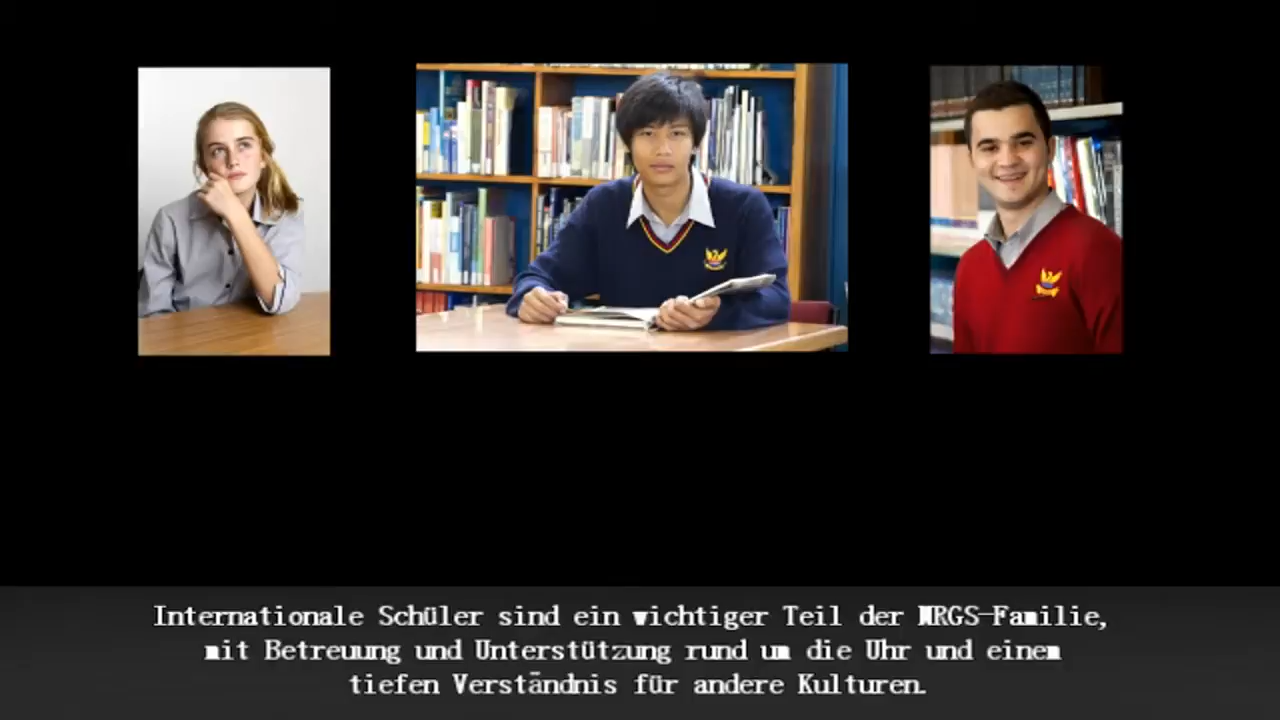 Internationale Schüler sind ein wichtiger Teil der MRGS-Familie,
mit Betreuung und Unterstützung rund um die Uhr und einem
tiefen Verständnis für andere Kulturen.